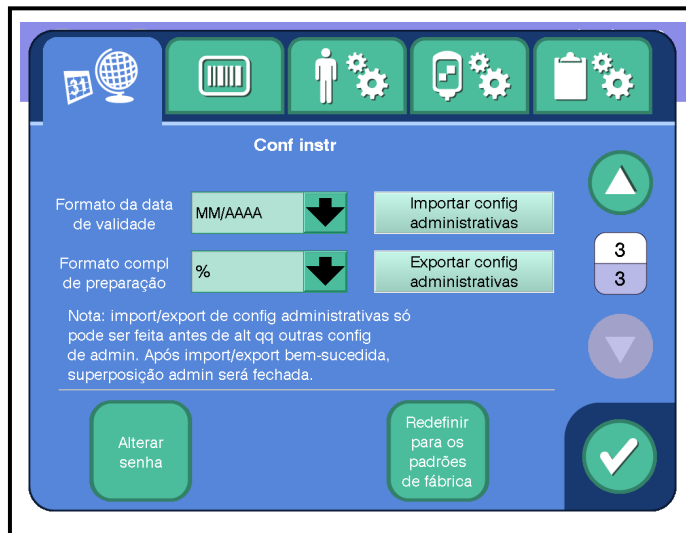 31
Conf instr
Formato da data
de validade
MM/AAAA
Importar config
administrativas
Formato compl
de preparação
%
Exportar config
administrativas
3
3
Nota: import/export de config administrativas só
pode ser feita antes de alt qq outras config
de admin. Após import/export bem-sucedida,
superposição admin será fechada.
Alterar
senha
Redefinir
para os
padrões
de fábrica